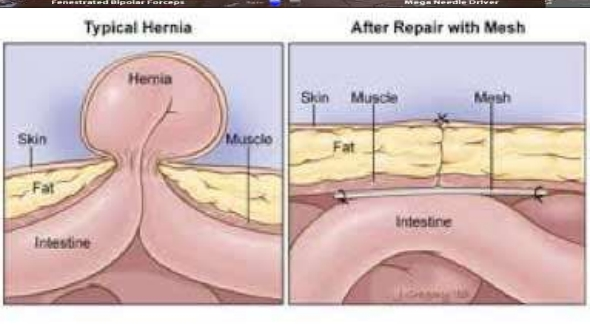 Fenestrated Bipolar Forceps
Mega Needle Driver
Typical Hernia
After Repair with Mesh
Hernia
Skin
Muscle
Fat
Intestine
Skin
Muscle
Mesh
Fat
Intestine